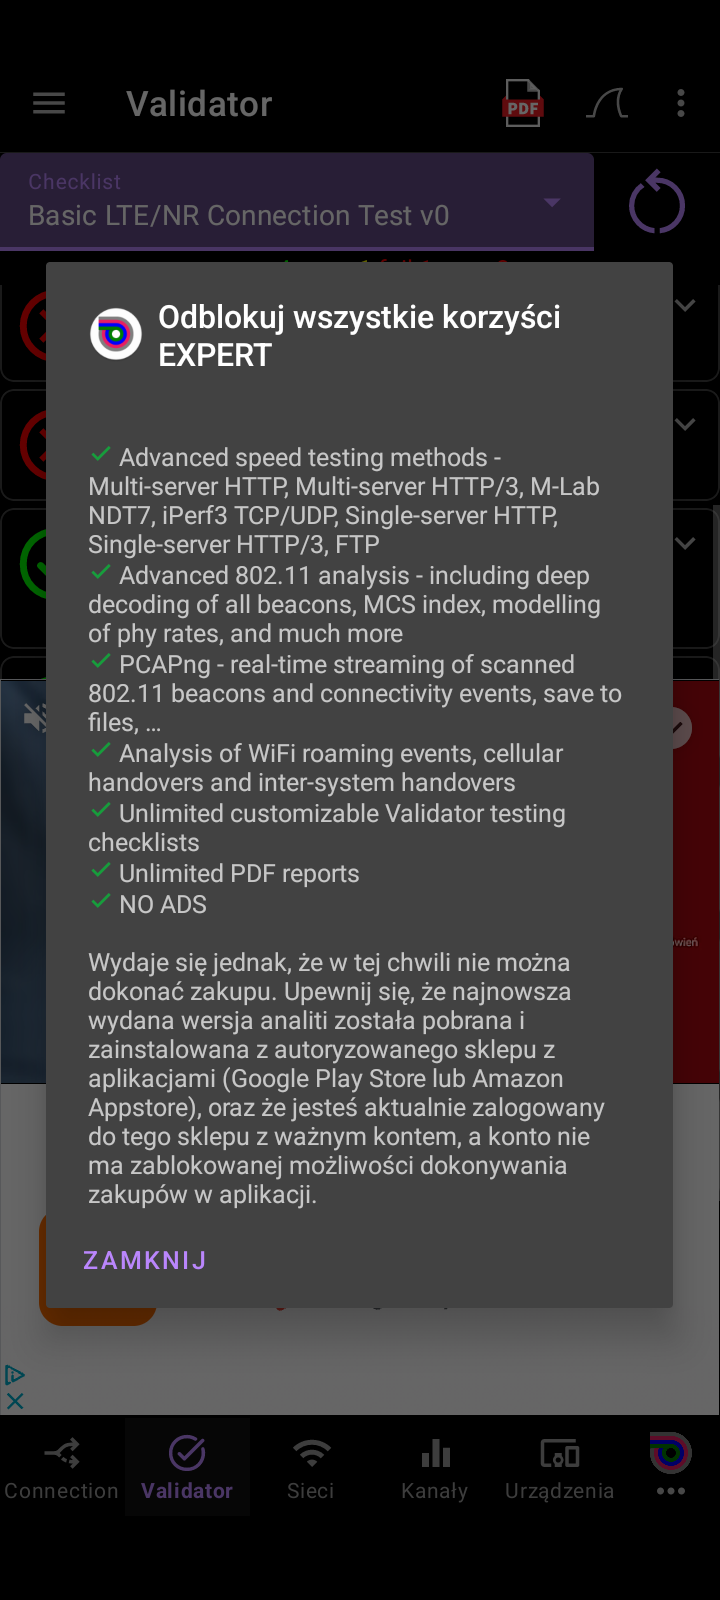 Validator
PDF
Checklist
Basic LTE/NR Connection Test v0
Odblokuj wszystkie korzyści
EXPERT
Advanced speed testing methods -
Multi-server HTTP, Multi-server HTTP/3, M-Lab
NDT7, iPerf3 TCP/UDP, Single-server HTTP,
Single-server HTTP/3, FTP
Advanced 802.11 analysis - including deep
decoding of all beacons, MCS index, modelling
of phy rates, and much more
PCAPng - real-time streaming of scanned
802.11 beacons and connectivity events, save to
files, ...
Analysis of WiFi roaming events, cellular
handovers and inter-system handovers
Unlimited customizable Validator testing
checklists
Unlimited PDF reports
NO ADS
Wydaje się jednak, że w tej chwili nie można
dokonać zakupu. Upewnij się, że najnowsza
wydana wersja analiti została pobrana i
zainstalowana z autoryzowanego sklepu z
aplikacjami (Google Play Store lub Amazon
Appstore), oraz że jesteś aktualnie zalogowany
do tego sklepu z ważnym kontem, a konto nie
ma zablokowanej możliwości dokonywania
zakupów w aplikacji.
ZAMKNIJ
Connection
Validator
Sieci
Kanały
Urządzenia